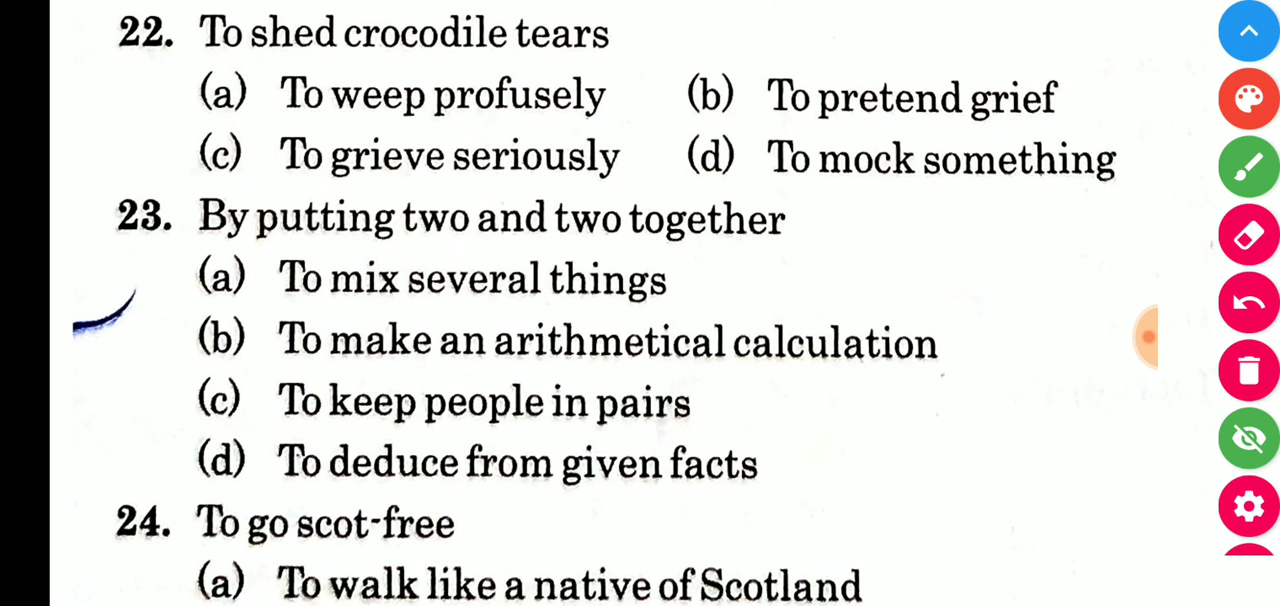 22. To shed crocodile tears
(a) To weep profusely (b) To pretend grief
(c) To grieve seriously (d) To mock something
23. By putting two and two together
(a) To mix several things
(b) To make an arithmetical calculation
(c) To keep people in pairs
(d) To deduce from given facts
24. To go scot-free
(a) To walk like a native of Scotland